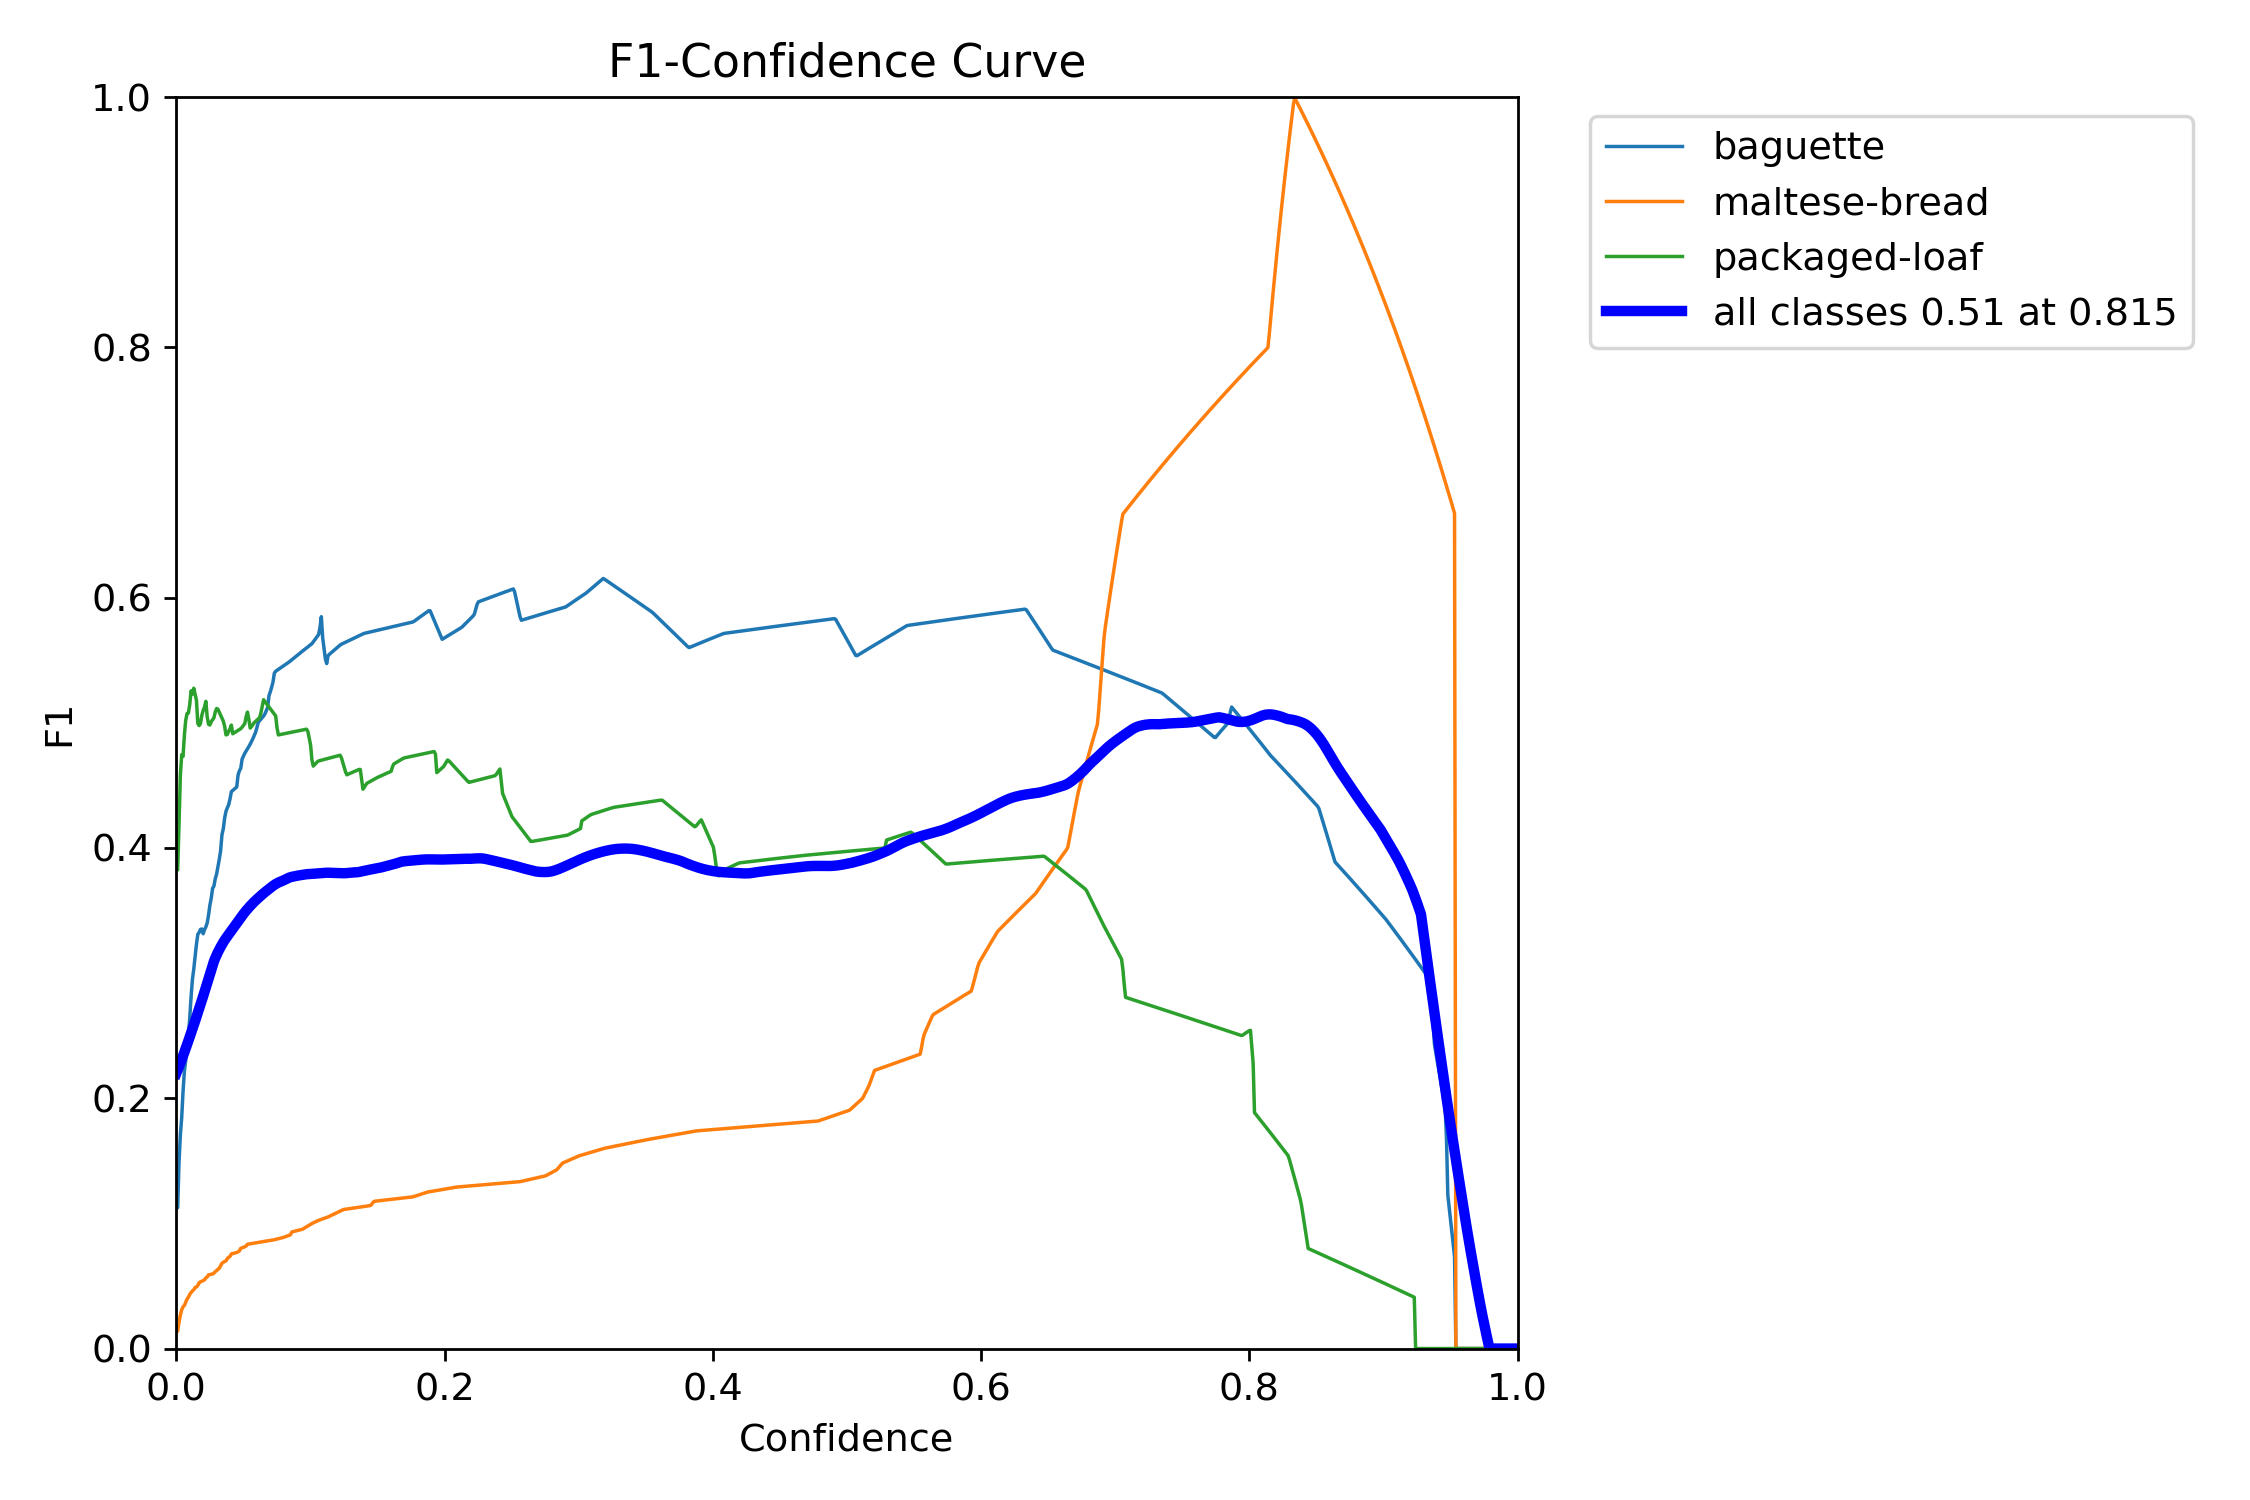 F1-Confidence Curve
1.0
0.8
0.6
0.4
0.2
0.0
F1
0.0 0.2 0.4 0.6 0.8 1.0
Confidence
baguette
maltese-bread
packaged-loaf
all classes 0.51 at 0.815